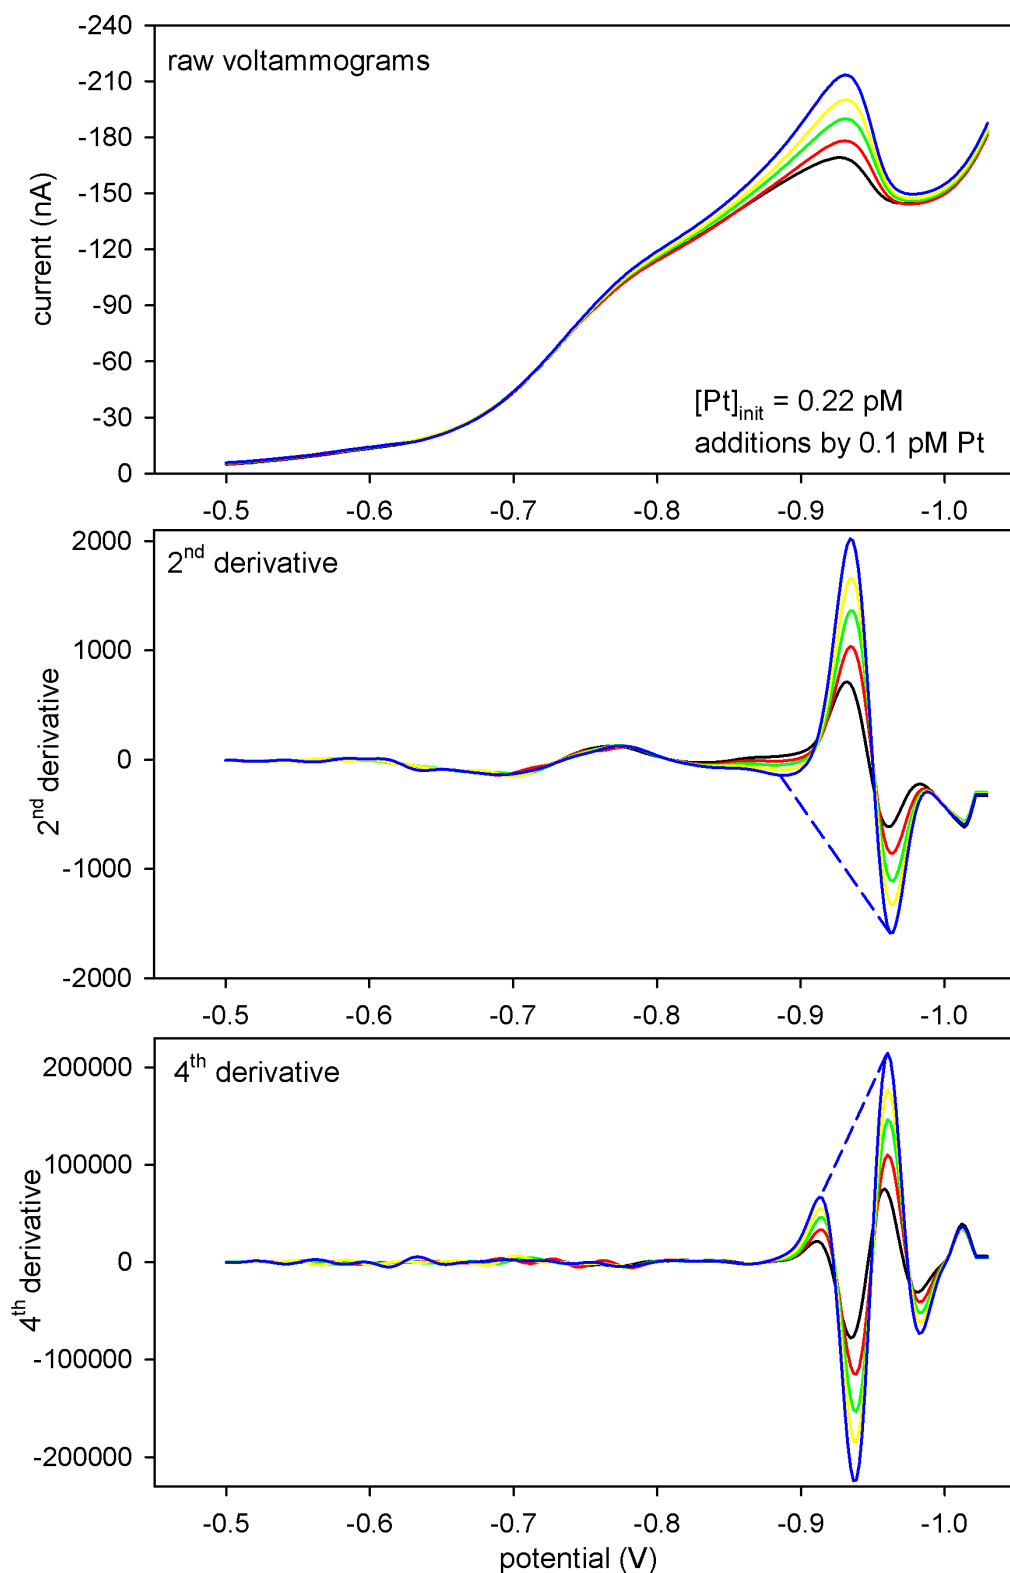 -240
raw voltammograms
-210
-180
-150
-120
-90
-60
-30
0
current (nA)
[Pt]init = 0.22 pM
additions by 0.1 pM Pt
-0.5 -0.6 -0.7 -0.8 -0.9 -1.0
2000
2nd derivative
1000
0
-1000
-2000
2nd derivative
-0.5 -0.6 -0.7 -0.8 -0.9 -1.0
200000
4th derivative
100000
0
-100000
-200000
4th derivative
-0.5 -0.6 -0.7 -0.8 -0.9 -1.0
potential (V)